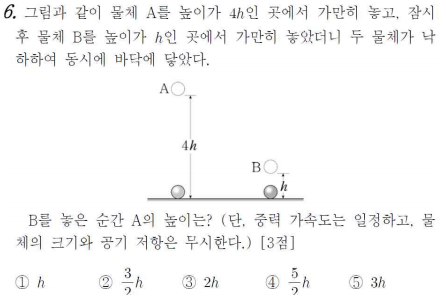 6. 그림과 같이 물체 A를 높이가 4h인 곳에서 가만히 놓고, 잠시
후 물체 B를 높이가 h인 곳에서 가만히 놓았더니 두 물체가 낙
하하여 동시에 바닥에 닿았다.
A
4h
B
h
B를 놓은 순간 A의 높이는? (단, 중력 가속도는 일정하고, 물
체의 크기와 공기 저항은 무시한다.) [3점]
① h ② 3/2 h ③ 2h ④ 5/2 h ⑤ 3h